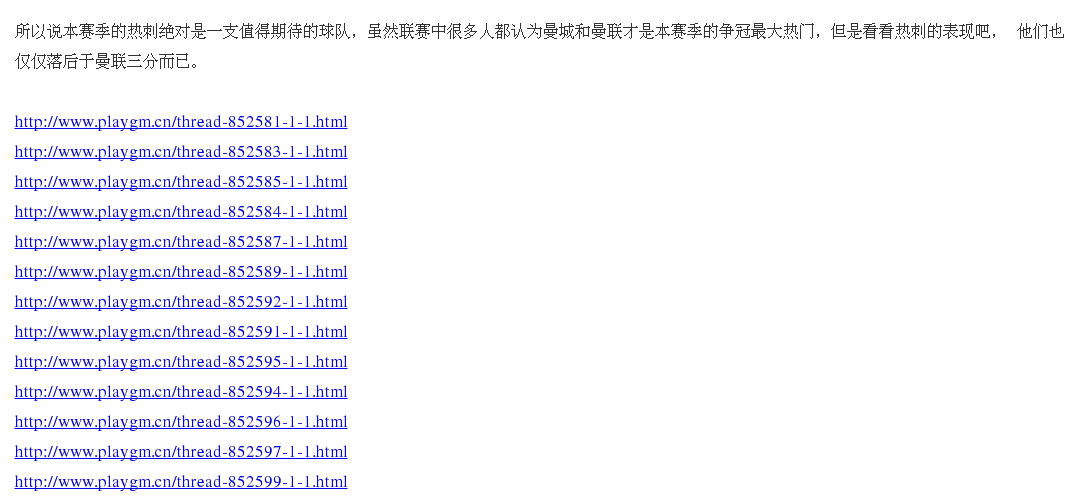 所以说本赛季的热刺绝对是一支值得期待的球队，虽然联赛中很多人都认为曼城和曼联才是本赛季的争冠最大热门，但是看看热刺的表现吧， 他们也
仅仅落后于曼联三分而已。
http://www.playgm.cn/thread-852581-1-1.html
http://www.playgm.cn/thread-852583-1-1.html
http://www.playgm.cn/thread-852585-1-1.html
http://www.playgm.cn/thread-852584-1-1.html
http://www.playgm.cn/thread-852587-1-1.html
http://www.playgm.cn/thread-852589-1-1.html
http://www.playgm.cn/thread-852592-1-1.html
http://www.playgm.cn/thread-852591-1-1.html
http://www.playgm.cn/thread-852595-1-1.html
http://www.playgm.cn/thread-852594-1-1.html
http://www.playgm.cn/thread-852596-1-1.html
http://www.playgm.cn/thread-852597-1-1.html
http://www.playgm.cn/thread-852599-1-1.html